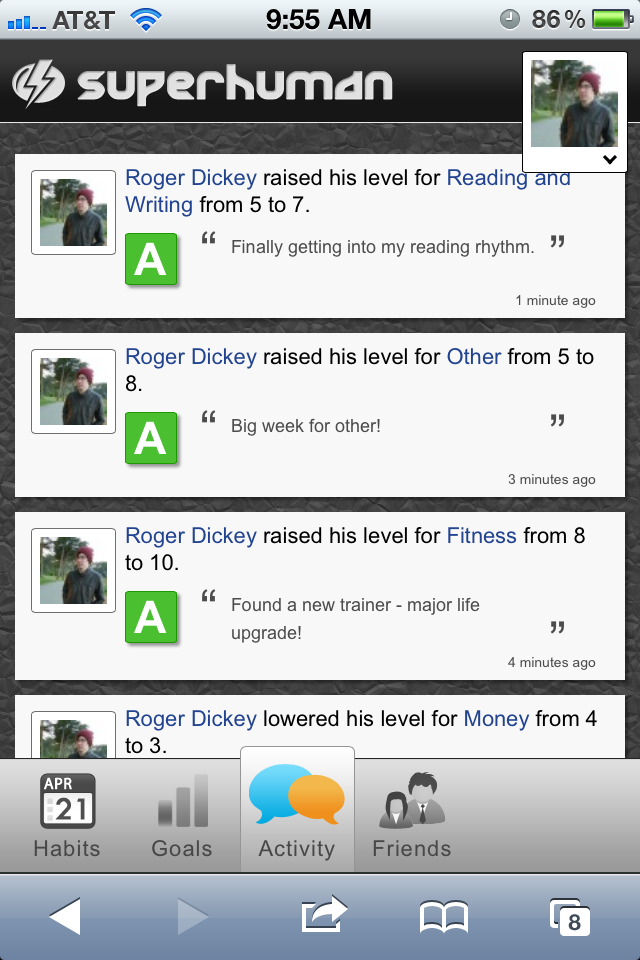 AT&T 9:55 AM 86%
superhuman
Roger Dickey raised his level for Reading and
Writing from 5 to 7.
A
“ Finally getting into my reading rhythm. ”
1 minute ago
Roger Dickey raised his level for Other from 5 to
8.
A
“ Big week for other! ”
3 minutes ago
Roger Dickey raised his level for Fitness from 8
to 10.
A
“ Found a new trainer - major life
upgrade! ”
4 minutes ago
Roger Dickey lowered his level for Money from 4
to 3.
APR
21
Habits Goals Activity Friends
8